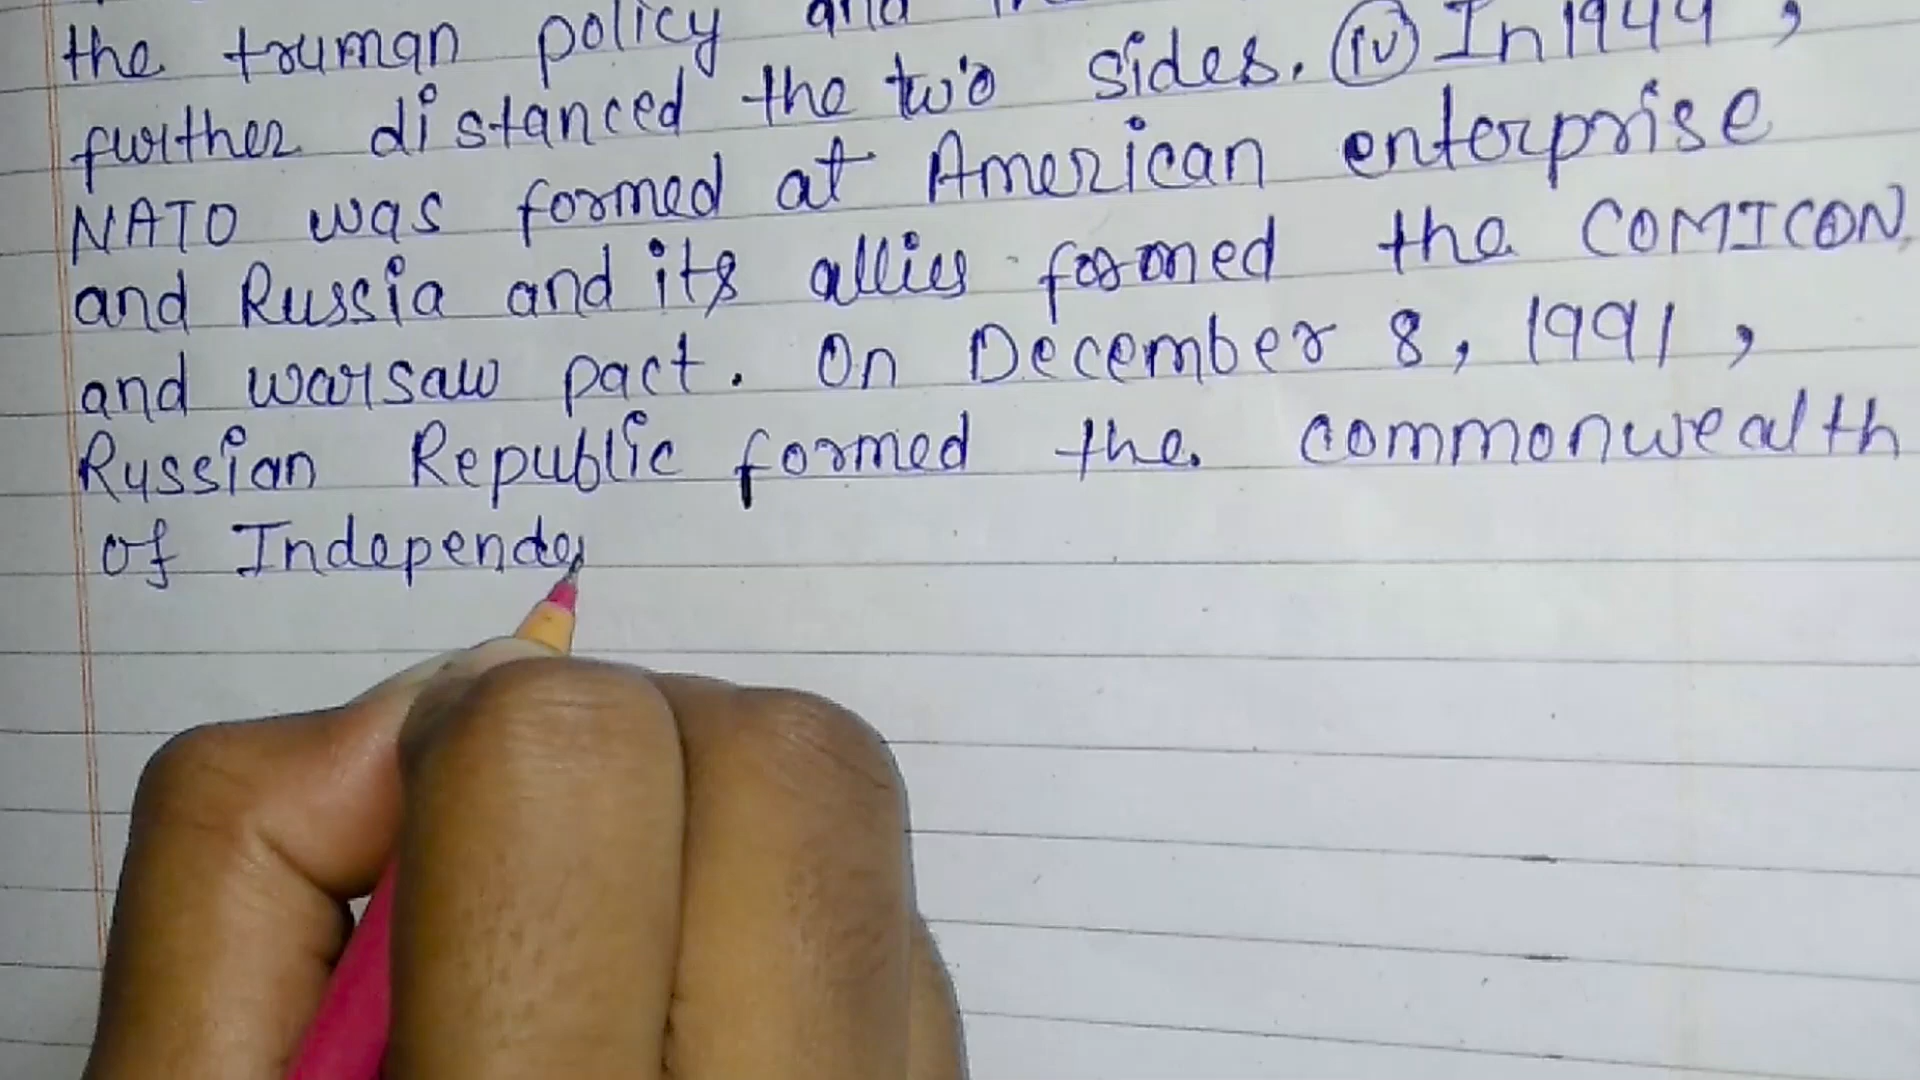 the truman policy and
further distanced the two sides. (iv) In 1944,
NATO was formed at American enterprise
and Russia and its allies formed the COMICON
and warsaw pact. On December 8, 1991,
Russian Republic formed the commonwealth
of Independe